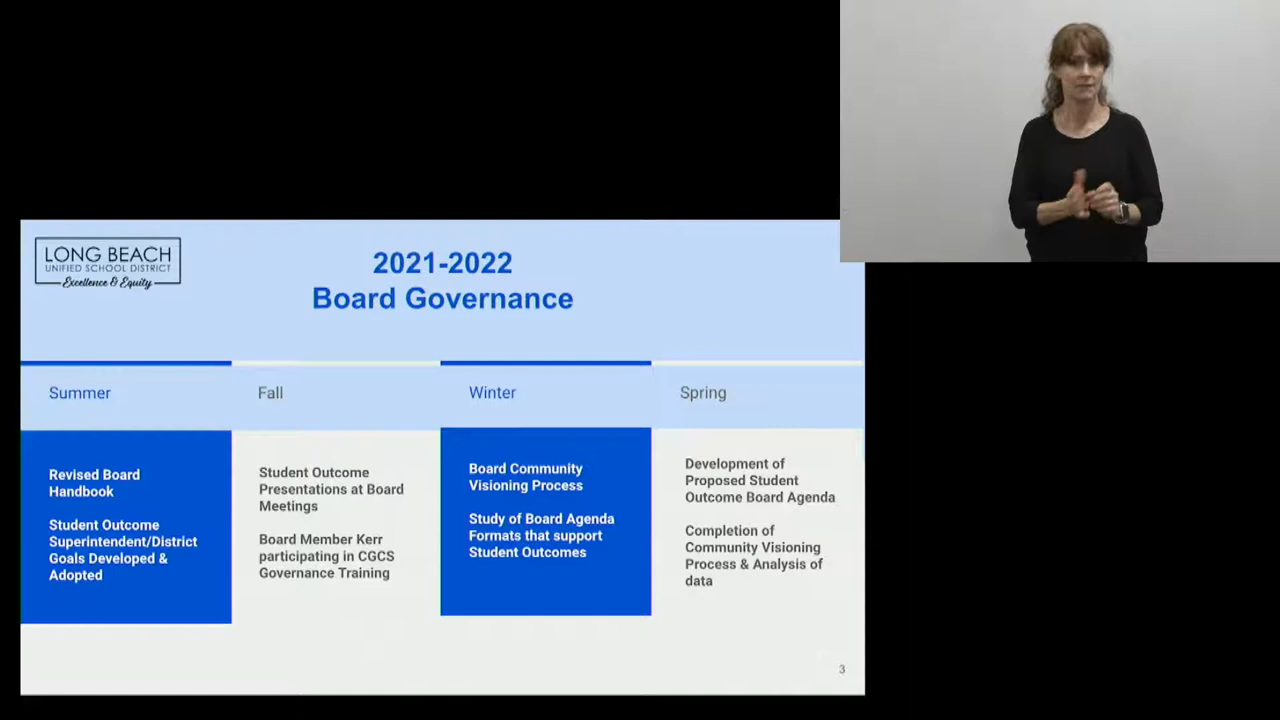 LONG BEACH
UNIFIED SCHOOL DISTRICT
Excellence & Equity
2021-2022
Board Governance
Summer
Fall
Winter
Spring
Revised Board
Handbook
Student Outcome
Superintendent/District
Goals Developed &
Adopted
Student Outcome
Presentations at Board
Meetings
Board Member Kerr
participating in CGCS
Governance Training
Board Community
Visioning Process
Study of Board Agenda
Formats that support
Student Outcomes
Development of
Proposed Student
Outcome Board Agenda
Completion of
Community Visioning
Process & Analysis of
data
3